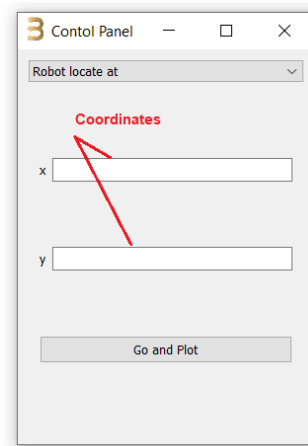 Contol Panel
Robot locate at
Coordinates
x
y
Go and Plot